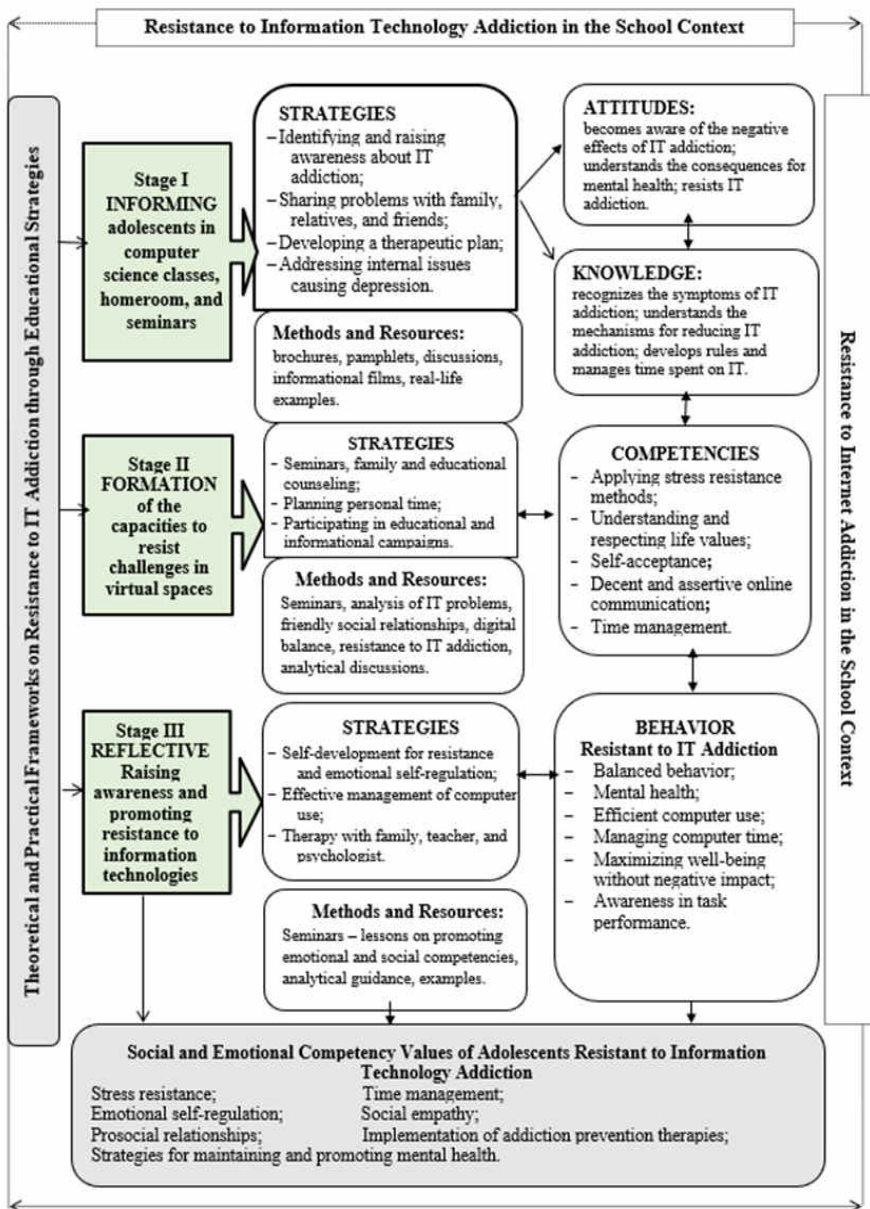 Resistance to Information Technology Addiction in the School Context
Theoretical and Practical Frameworks on Resistance to IT Addiction through Educational Strategies
Stage I
INFORMING
adolescents in
computer
science classes,
homeroom, and
seminars
STRATEGIES
– Identifying and raising
awareness about IT
addiction;
– Sharing problems with family,
relatives, and friends;
– Developing a therapeutic plan;
– Addressing internal issues
causing depression.
Methods and Resources:
brochures, pamphlets, discussions,
informational films, real-life
examples.
ATTITUDES:
becomes aware of the negative
effects of IT addiction;
understands the consequences for
mental health; resists IT
addiction.
KNOWLEDGE:
recognizes the symptoms of IT
addiction; understands the
mechanisms for reducing IT
addiction; develops rules and
manages time spent on IT.
Stage II
FORMATION
of the
capacities to
resist
challenges in
virtual spaces
STRATEGIES
- Seminars, family and educational
counseling;
- Planning personal time;
- Participating in educational and
informational campaigns.
Methods and Resources:
Seminars, analysis of IT problems,
friendly social relationships, digital
balance, resistance to IT addiction,
analytical discussions.
COMPETENCIES
- Applying stress resistance
methods;
- Understanding and
respecting life values;
- Self-acceptance;
- Decent and assertive online
communication;
- Time management.
Stage III
REFLECTIVE
Raising
awareness and
promoting
resistance to
information
technologies
STRATEGIES
- Self-development for resistance
and emotional self-regulation;
- Effective management of computer
use;
- Therapy with family, teacher, and
psychologist.
Methods and Resources:
Seminars – lessons on promoting
emotional and social competencies,
analytical guidance, examples.
BEHAVIOR
Resistant to IT Addiction
– Balanced behavior;
– Mental health;
– Efficient computer use;
– Managing computer time;
– Maximizing well-being
without negative impact;
– Awareness in task
performance.
Resistance to Internet Addiction in the School Context
Social and Emotional Competency Values of Adolescents Resistant to Information
Technology Addiction
Stress resistance; Time management;
Emotional self-regulation; Social empathy;
Prosocial relationships; Implementation of addiction prevention therapies;
Strategies for maintaining and promoting mental health.